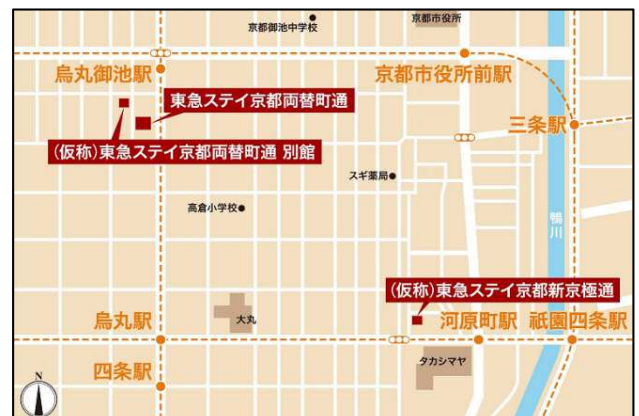 京都市役所
京都御池中学校
烏丸御池駅
京都市役所前駅
東急ステイ京都両替町通
三条駅
(仮称)東急ステイ京都両替町通 別館
スギ薬局
高倉小学校
鴨川
(仮称)東急ステイ京都新京極通
烏丸駅
大丸
河原町駅
祇園四条駅
タカシマヤ
四条駅
N